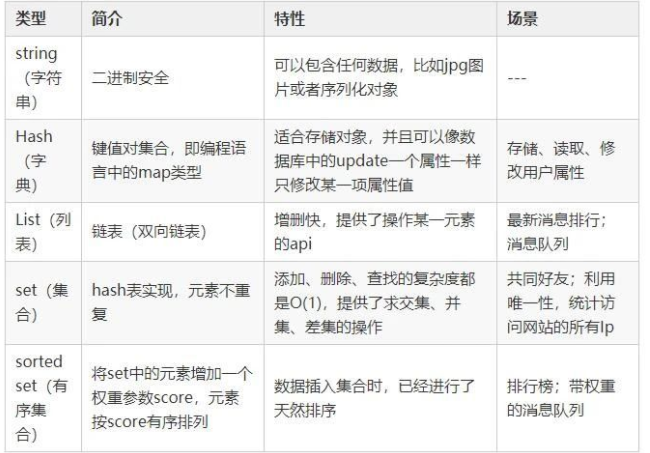 类型 简介 特性 场景
string
（字符
串）
二进制安全
可以包含任何数据，比如jpg图
片或者序列化对象
---
Hash
（字
典）
键值对集合，即编程语
言中的map类型
适合存储对象，并且可以像数
据库中的update一个属性一样
只修改某一项属性值
存储、读取、修
改用户属性
List（列
表）
链表（双向链表）
增删快，提供了操作某一元素
的api
最新消息排行；
消息队列
set（集
合）
hash表实现，元素不重
复
添加、删除、查找的复杂度都
是O(1)，提供了求交集、并
集、差集的操作
共同好友；利用
唯一性，统计访
问网站的所有Ip
sorted
set（有
序集
合）
将set中的元素增加一个
权重参数score，元素
按score有序排列
数据插入集合时，已经进行了
天然排序
排行榜；带权重
的消息队列